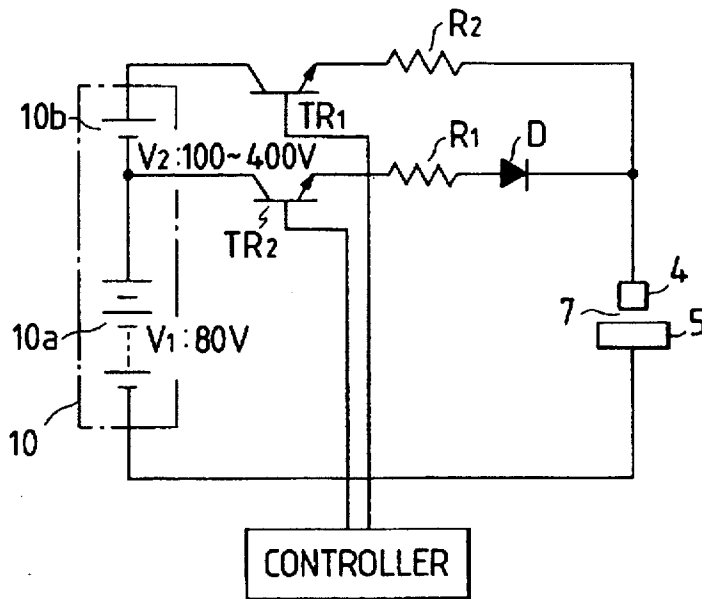 R2
10b
TR1
V2:100~400V
R1
D
TR2
4
7
5
10a
V1:80V
10
CONTROLLER